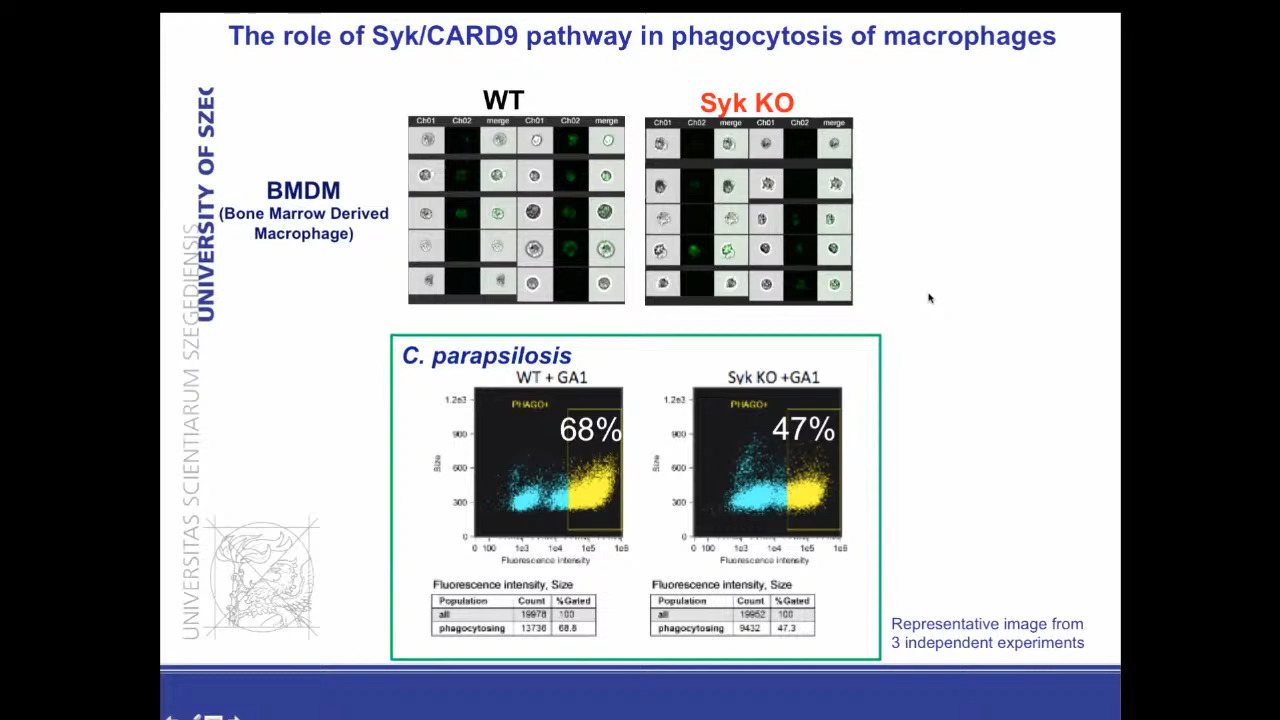 The role of Syk/CARD9 pathway in phagocytosis of macrophages
UNIVERSITY OF SZEG
UNIVERSITAS SCIENTIARUM SZEGEDIENSIS
BMDM
(Bone Marrow Derived
Macrophage)
WT
Ch01 Ch02 merge Ch01 Ch02 merge
Syk KO
Ch01 Ch02 merge Ch01 Ch02 merge
C. parapsilosis
WT + GA1
PHAGO+
68%
1.2e3
900
600
300
0
Size
0 100 1e3 1e4 1e5 1e6
Fluorescence intensity
Fluorescence intensity, Size
Population Count %Gated
all 19978 100
phagocytosing 13736 68.8
Syk KO +GA1
PHAGO+
47%
1.2e3
900
600
300
0
Size
0 100 1e3 1e4 1e5 1e6
Fluorescence intensity
Fluorescence intensity, Size
Population Count %Gated
all 19952 100
phagocytosing 9432 47.3
Representative image from
3 independent experiments